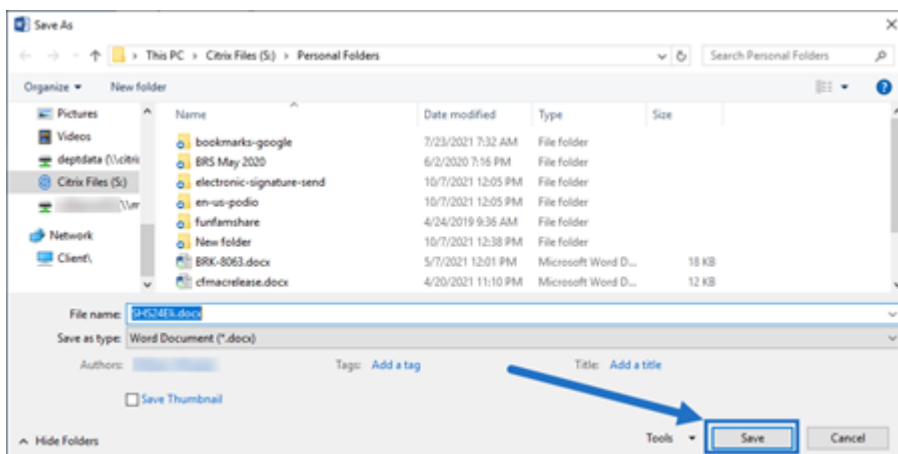 Save As
This PC > Citrix Files (S:) > Personal Folders
Search Personal Folders
Organize
New folder
Name
Date modified
Type
Size
Pictures
Videos
deptdata (\\citrix
Citrix Files (S:)
Network
Client\
bookmarks-google 7/23/2021 7:32 AM File folder
BRS May 2020 6/2/2020 7:16 PM File folder
electronic-signature-send 10/7/2021 12:05 PM File folder
en-us-podio 10/7/2021 12:05 PM File folder
funfamshare 4/24/2019 9:36 AM File folder
New folder 10/7/2021 12:38 PM File folder
BRK-8063.docx 5/7/2021 12:01 PM Microsoft Word D... 18 KB
cfmacrelease.docx 4/20/2021 11:10 PM Microsoft Word D... 12 KB
File name:
Save as type: Word Document (*.docx)
Authors:
Tags: Add a tag
Title: Add a title
Save Thumbnail
Hide Folders
Tools
Save
Cancel